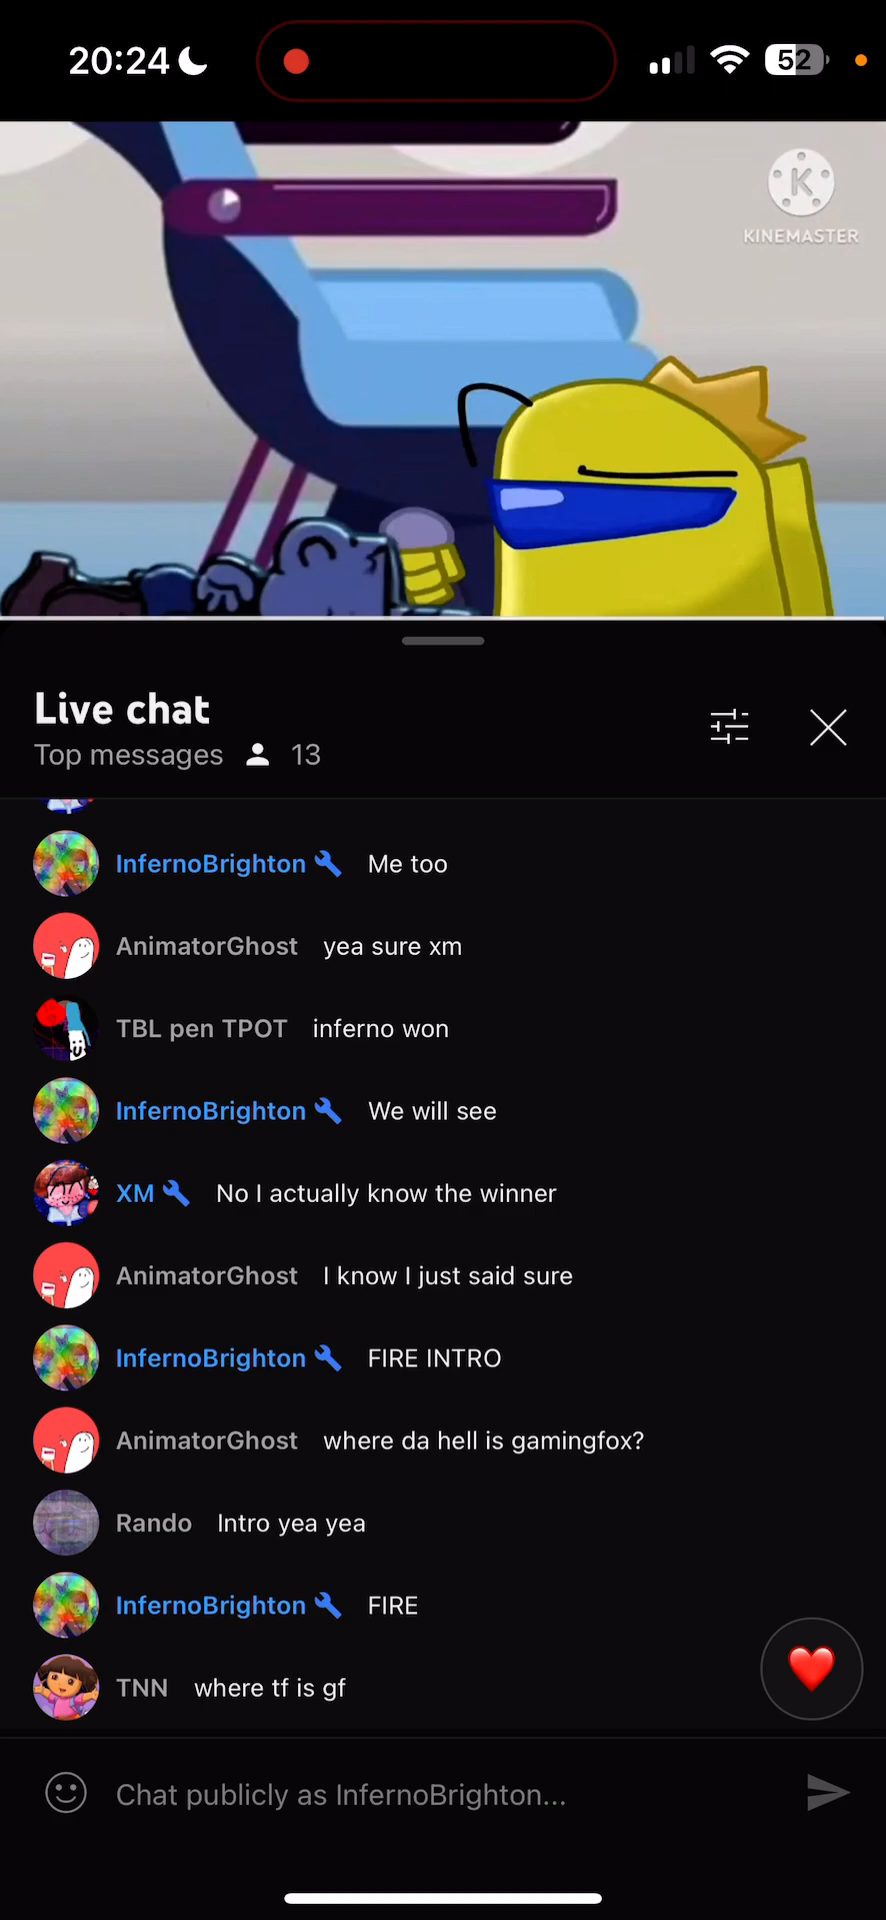 20:24
52
K
KINEMASTER
Live chat
Top messages 13
InfernoBrighton Me too
AnimatorGhost yea sure xm
TBL pen TPOT inferno won
InfernoBrighton We will see
XM No I actually know the winner
AnimatorGhost I know I just said sure
InfernoBrighton FIRE INTRO
AnimatorGhost where da hell is gamingfox?
Rando Intro yea yea
InfernoBrighton FIRE
TNN where tf is gf
Chat publicly as InfernoBrighton...